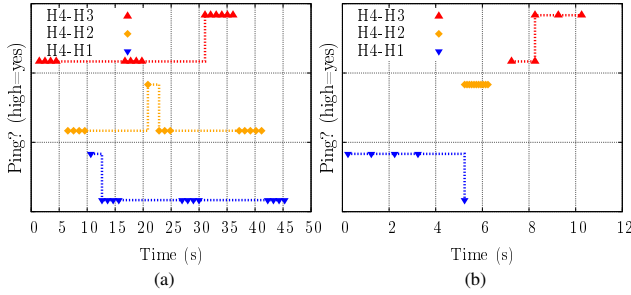 H4-H3
H4-H2
H4-H1
Ping? (high=yes)
0 5 10 15 20 25 30 35 40 45 50
Time (s)
(a)
H4-H3
H4-H2
H4-H1
Ping? (high=yes)
0 2 4 6 8 10 12
Time (s)
(b)